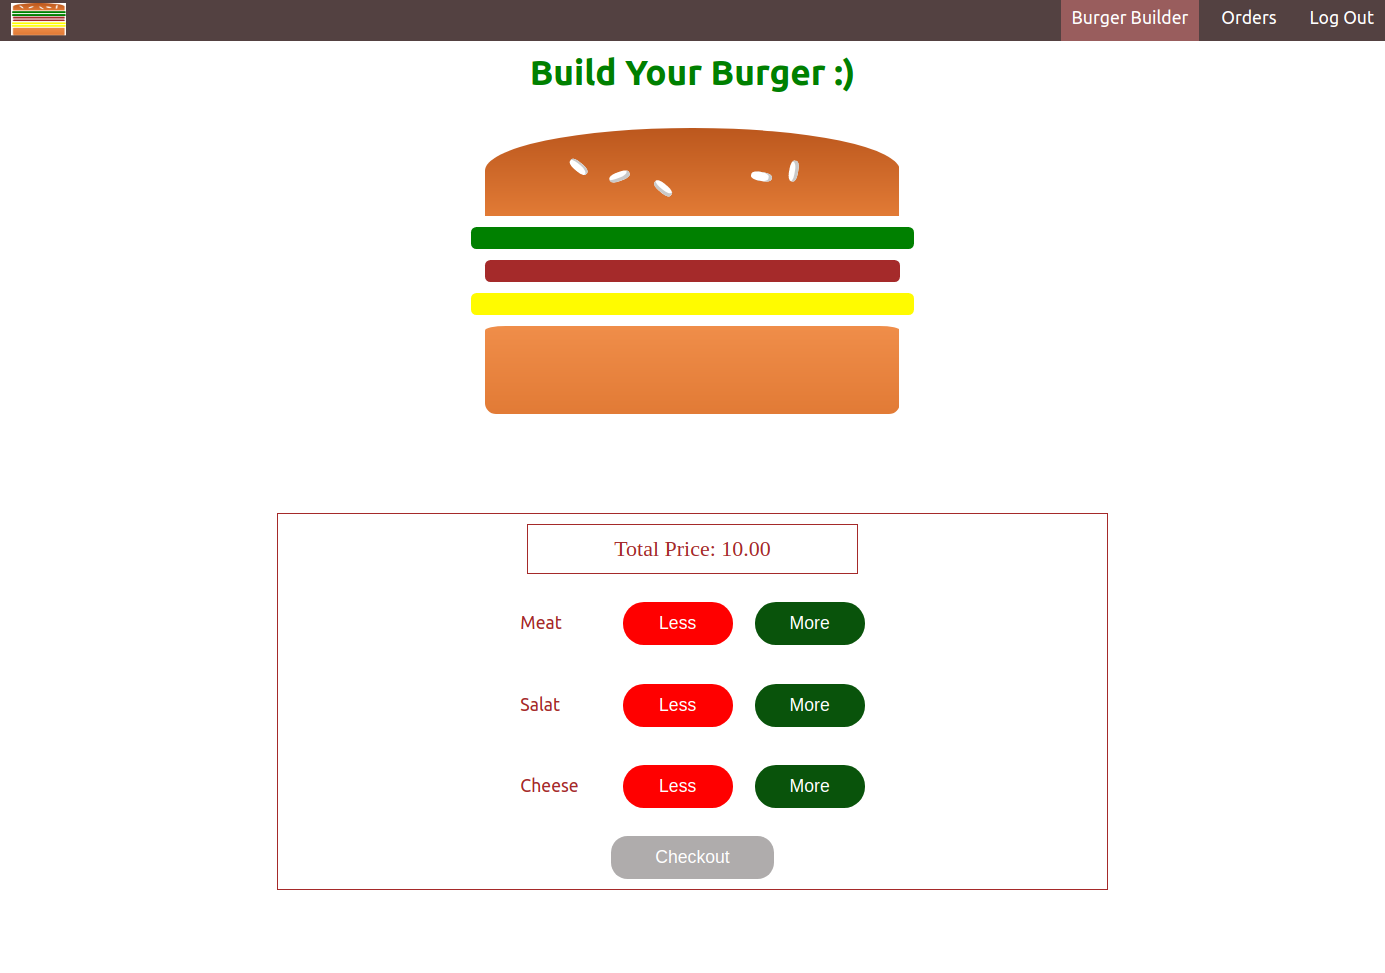 Burger Builder Orders Log Out
Build Your Burger :)
Total Price: 10.00
Meat Less More
Salat Less More
Cheese Less More
Checkout